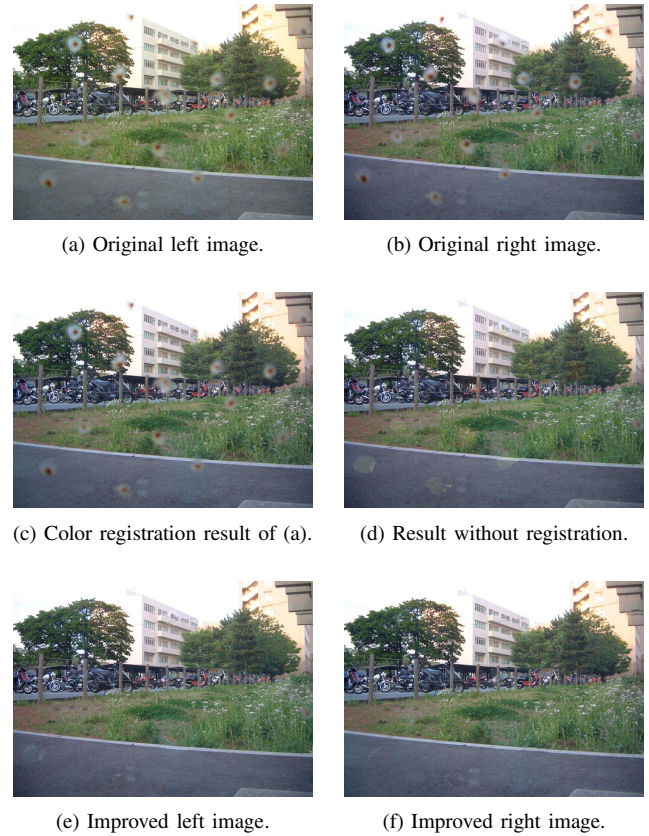 (a) Original left image.
(b) Original right image.
(c) Color registration result of (a).
(d) Result without registration.
(e) Improved left image.
(f) Improved right image.